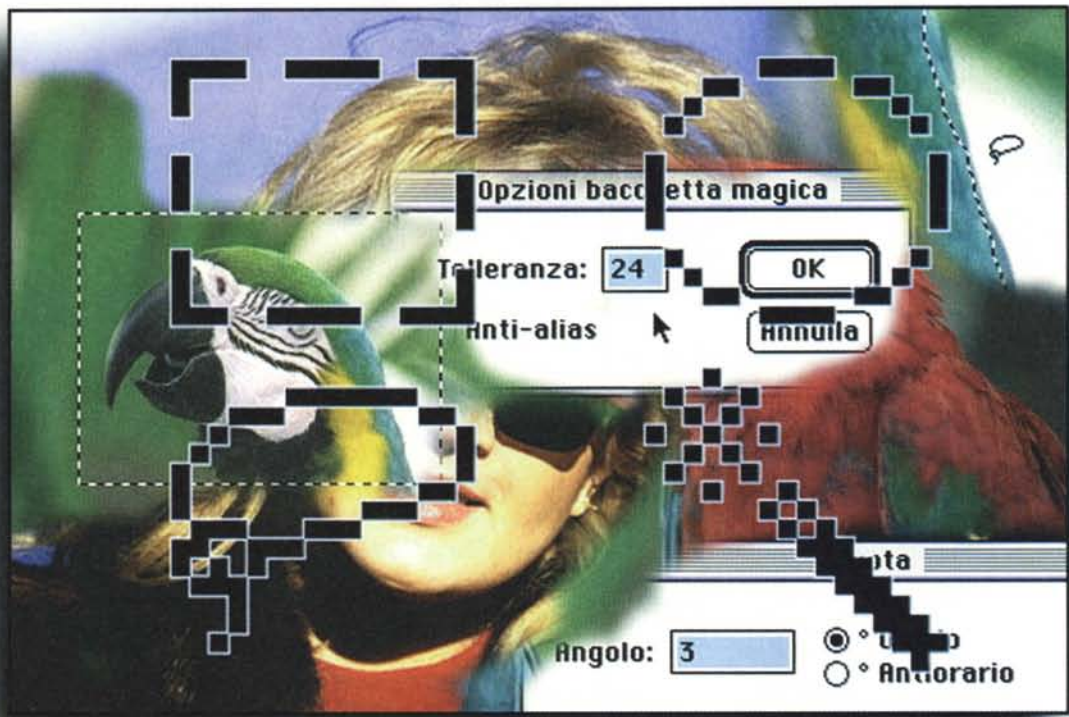 Opzioni bacchetta magica
Tolleranza: 24
OK
Anti-alias
Annulla
Angolo: 3
°
° Antiorario